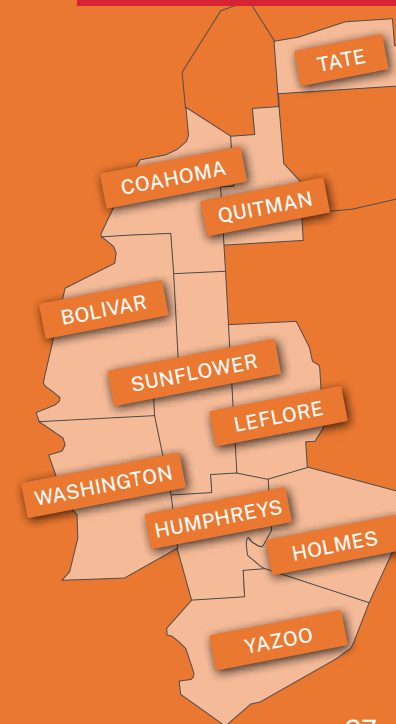 TATE
COAHOMA
QUITMAN
BOLIVAR
SUNFLOWER
LEFLORE
WASHINGTON
HUMPHREYS
HOLMES
YAZOO